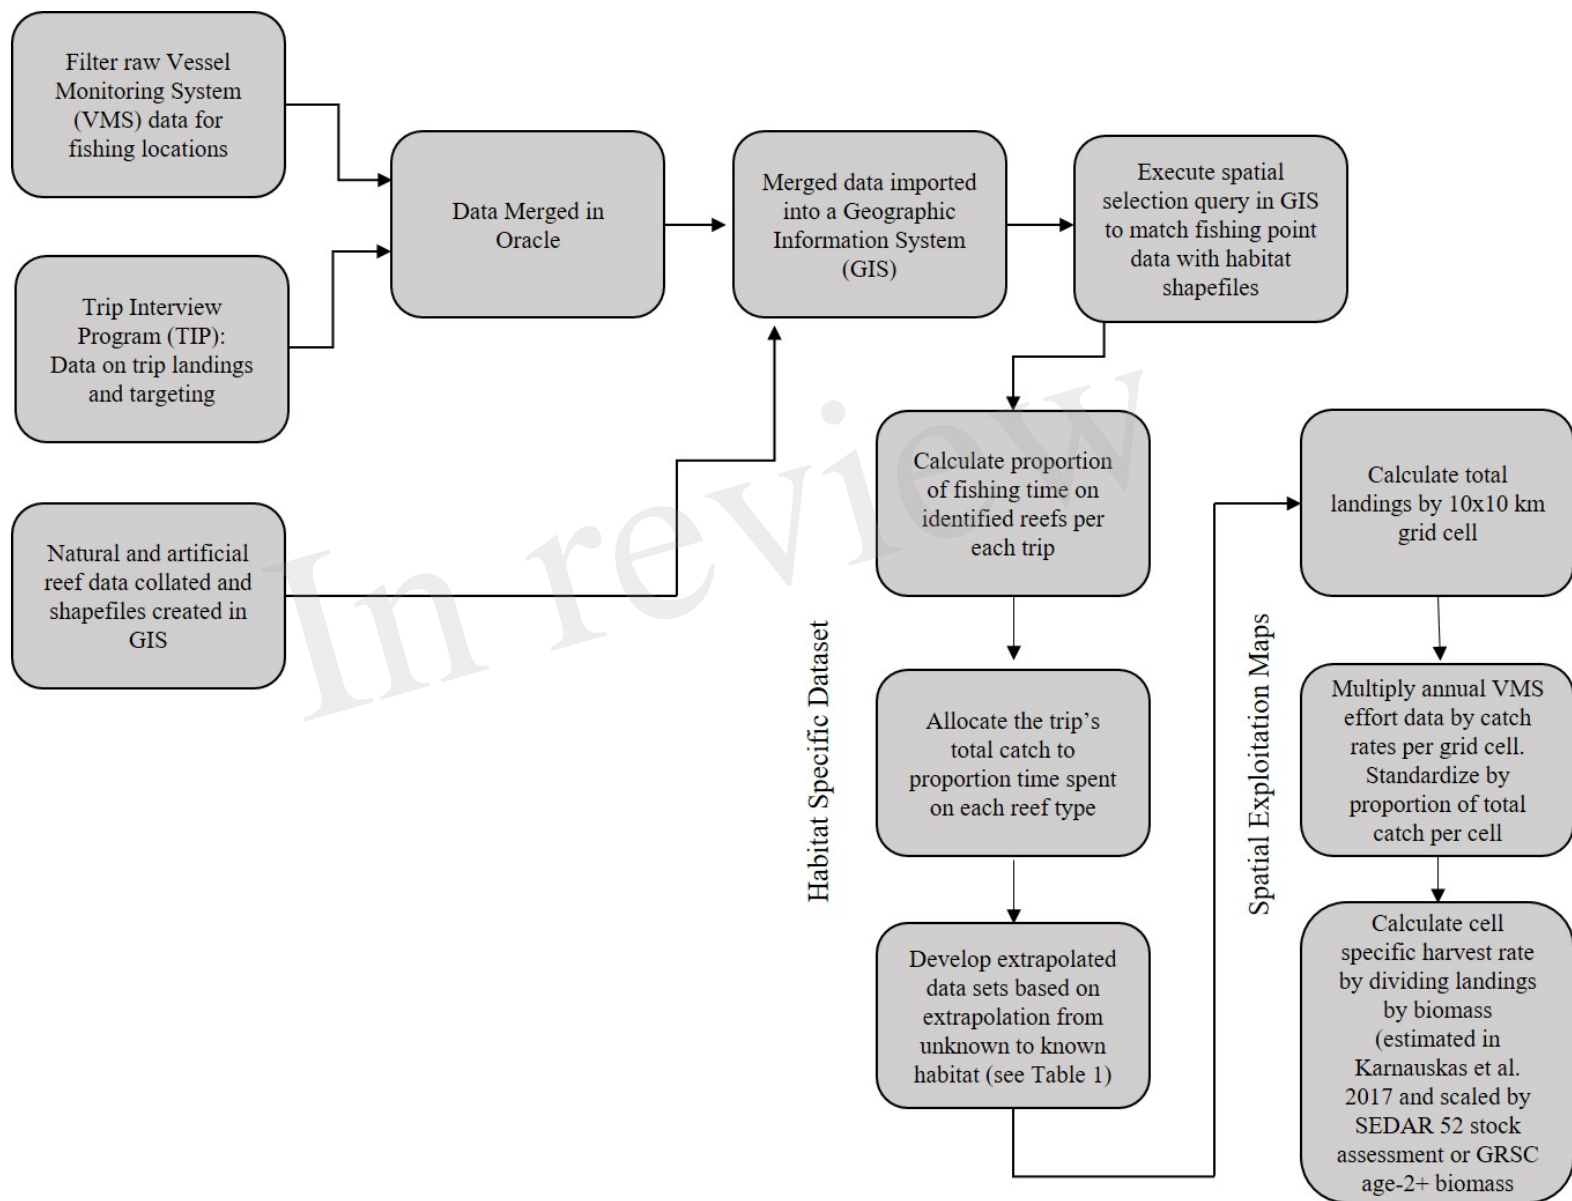 Filter raw Vessel
Monitoring System
(VMS) data for
fishing locations
Trip Interview
Program (TIP):
Data on trip landings
and targeting
Natural and artificial
reef data collated and
shapefiles created in
GIS
Data Merged in
Oracle
Merged data imported
into a Geographic
Information System
(GIS)
Execute spatial
selection query in GIS
to match fishing point
data with habitat
shapefiles
Habitat Specific Dataset
Calculate proportion
of fishing time on
identified reefs per
each trip
Allocate the trip’s
total catch to
proportion time spent
on each reef type
Develop extrapolated
data sets based on
extrapolation from
unknown to known
habitat (see Table 1)
Spatial Exploitation Maps
Calculate total
landings by 10x10 km
grid cell
Multiply annual VMS
effort data by catch
rates per grid cell.
Standardize by
proportion of total
catch per cell
Calculate cell
specific harvest rate
by dividing landings
by biomass
(estimated in
Karnauskas et al.
2017 and scaled by
SEDAR 52 stock
assessment or GRSC
age-2+ biomass
In review